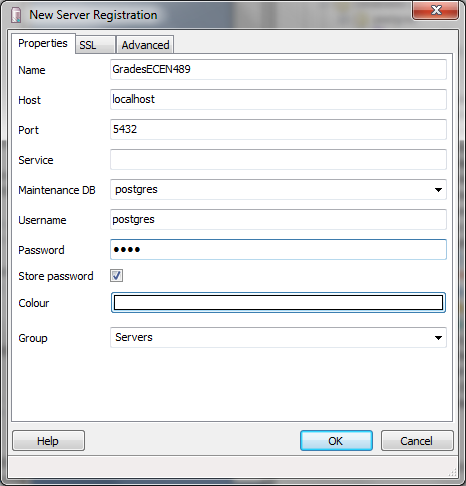 New Server Registration
Properties SSL Advanced
Name GradesECEN489
Host localhost
Port 5432
Service
Maintenance DB postgres
Username postgres
Password ●●●●
Store password
Colour
Group Servers
Help OK Cancel